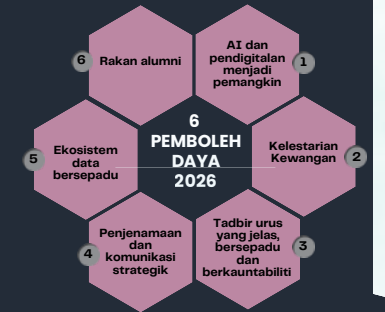 6
PEMBOLEH
DAYA
2026
AI dan
pendigitalan
menjadi
pemangkin
1
Kelestarian
Kewangan
2
Tadbir urus
yang jelas,
bersepadu
dan
berkauntabiliti
3
Penjenamaan
dan
komunikasi
strategik
4
Ekosistem
data
bersepadu
5
Rakan alumni
6